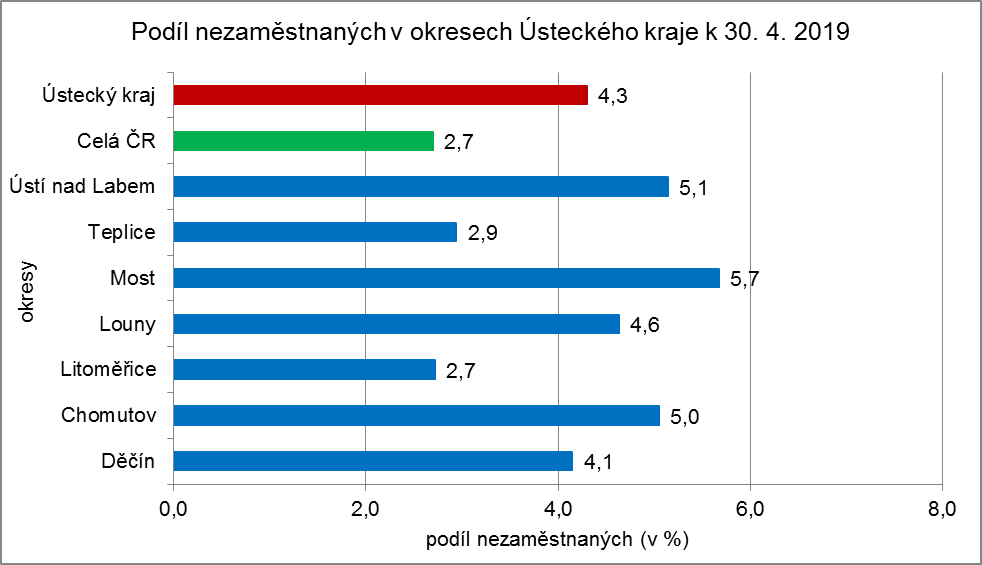 Podíl nezaměstnaných v okresech Ústeckého kraje k 30. 4. 2019
Ústecký kraj 4,3
Celá ČR 2,7
Ústí nad Labem 5,1
Teplice 2,9
Most 5,7
Louny 4,6
Litoměřice 2,7
Chomutov 5,0
Děčín 4,1
okresy
0,0 2,0 4,0 6,0 8,0
podíl nezaměstnaných (v %)